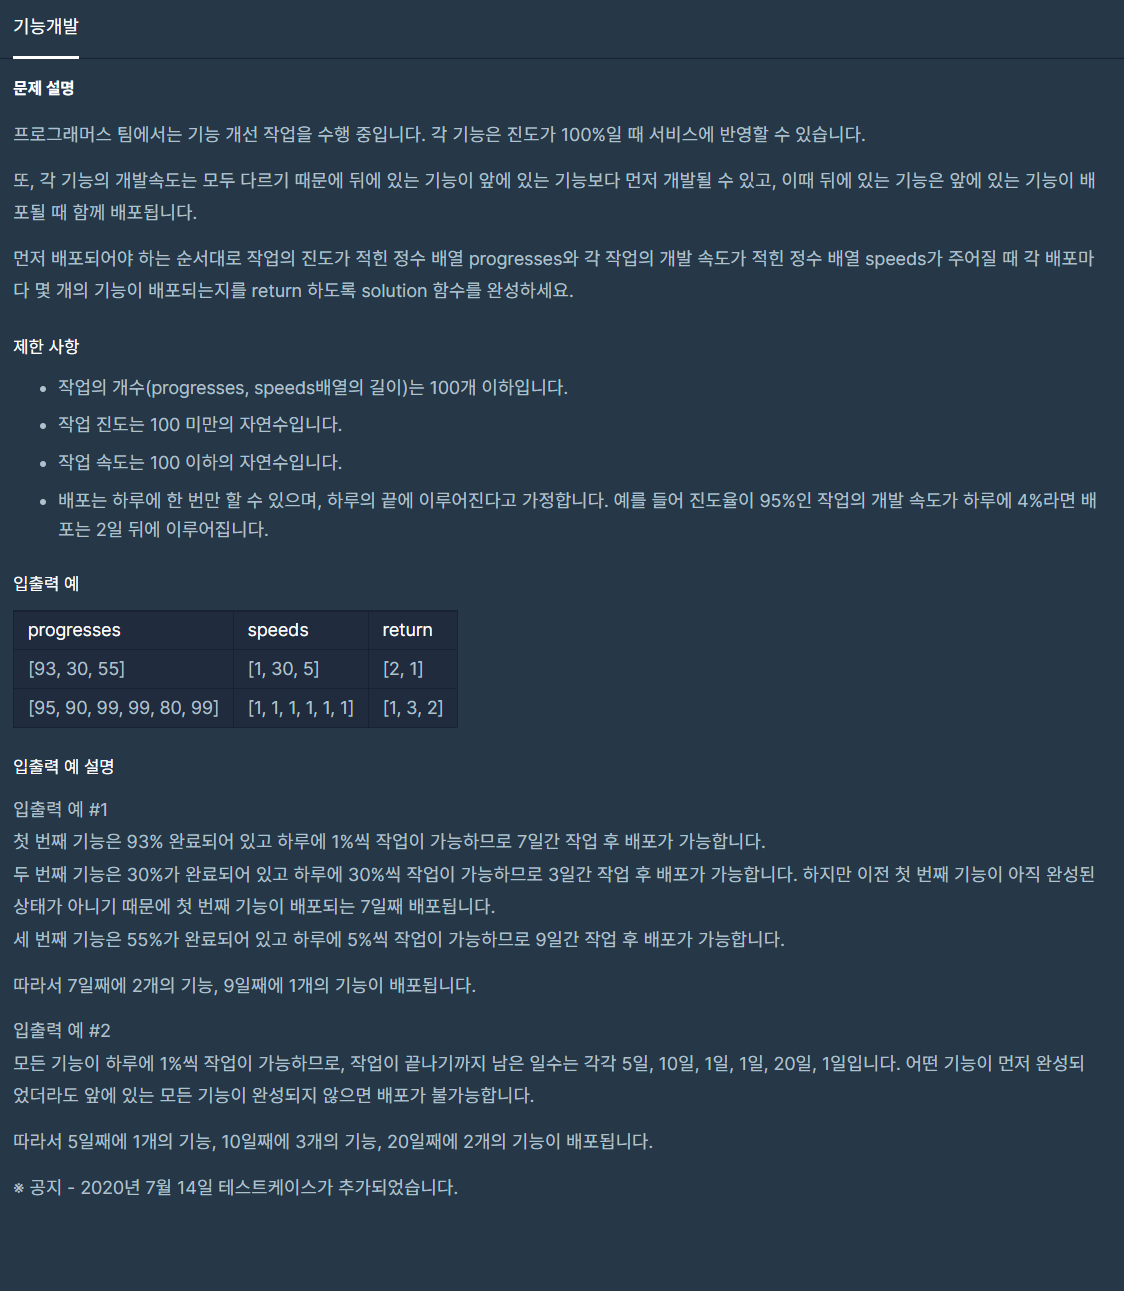 기능개발
문제 설명
프로그래머스 팀에서는 기능 개선 작업을 수행 중입니다. 각 기능은 진도가 100%일 때 서비스에 반영할 수 있습니다.
또, 각 기능의 개발속도는 모두 다르기 때문에 뒤에 있는 기능이 앞에 있는 기능보다 먼저 개발될 수 있고, 이때 뒤에 있는 기능은 앞에 있는 기능이 배
포될 때 함께 배포됩니다.
먼저 배포되어야 하는 순서대로 작업의 진도가 적힌 정수 배열 progresses와 각 작업의 개발 속도가 적힌 정수 배열 speeds가 주어질 때 각 배포마
다 몇 개의 기능이 배포되는지를 return 하도록 solution 함수를 완성하세요.
제한 사항
• 작업의 개수(progresses, speeds배열의 길이)는 100개 이하입니다.
• 작업 진도는 100 미만의 자연수입니다.
• 작업 속도는 100 이하의 자연수입니다.
• 배포는 하루에 한 번만 할 수 있으며, 하루의 끝에 이루어진다고 가정합니다. 예를 들어 진도율이 95%인 작업의 개발 속도가 하루에 4%라면 배
포는 2일 뒤에 이루어집니다.
입출력 예
progresses speeds return
[93, 30, 55] [1, 30, 5] [2, 1]
[95, 90, 99, 99, 80, 99] [1, 1, 1, 1, 1, 1] [1, 3, 2]
입출력 예 설명
입출력 예 #1
첫 번째 기능은 93% 완료되어 있고 하루에 1%씩 작업이 가능하므로 7일간 작업 후 배포가 가능합니다.
두 번째 기능은 30%가 완료되어 있고 하루에 30%씩 작업이 가능하므로 3일간 작업 후 배포가 가능합니다. 하지만 이전 첫 번째 기능이 아직 완성된
상태가 아니기 때문에 첫 번째 기능이 배포되는 7일째 배포됩니다.
세 번째 기능은 55%가 완료되어 있고 하루에 5%씩 작업이 가능하므로 9일간 작업 후 배포가 가능합니다.
따라서 7일째에 2개의 기능, 9일째에 1개의 기능이 배포됩니다.
입출력 예 #2
모든 기능이 하루에 1%씩 작업이 가능하므로, 작업이 끝나기까지 남은 일수는 각각 5일, 10일, 1일, 1일, 20일, 1일입니다. 어떤 기능이 먼저 완성되
었더라도 앞에 있는 모든 기능이 완성되지 않으면 배포가 불가능합니다.
따라서 5일째에 1개의 기능, 10일째에 3개의 기능, 20일째에 2개의 기능이 배포됩니다.
※ 공지 - 2020년 7월 14일 테스트케이스가 추가되었습니다.